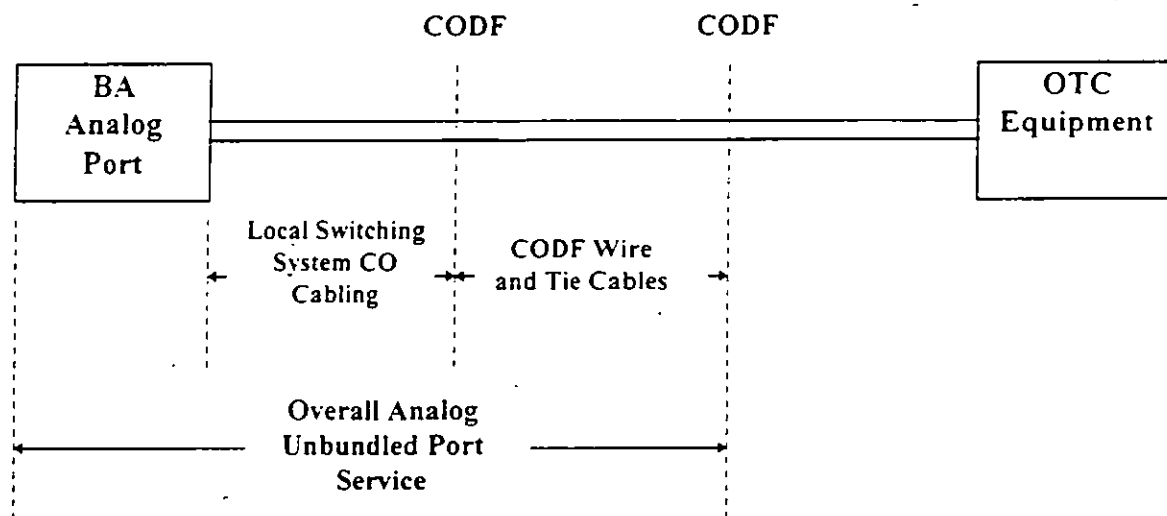 CODF
CODF
BA
Analog
Port
OTC
Equipment
Local Switching
System CO
Cabling
CODF Wire
and Tie Cables
Overall Analog
Unbundled Port
Service